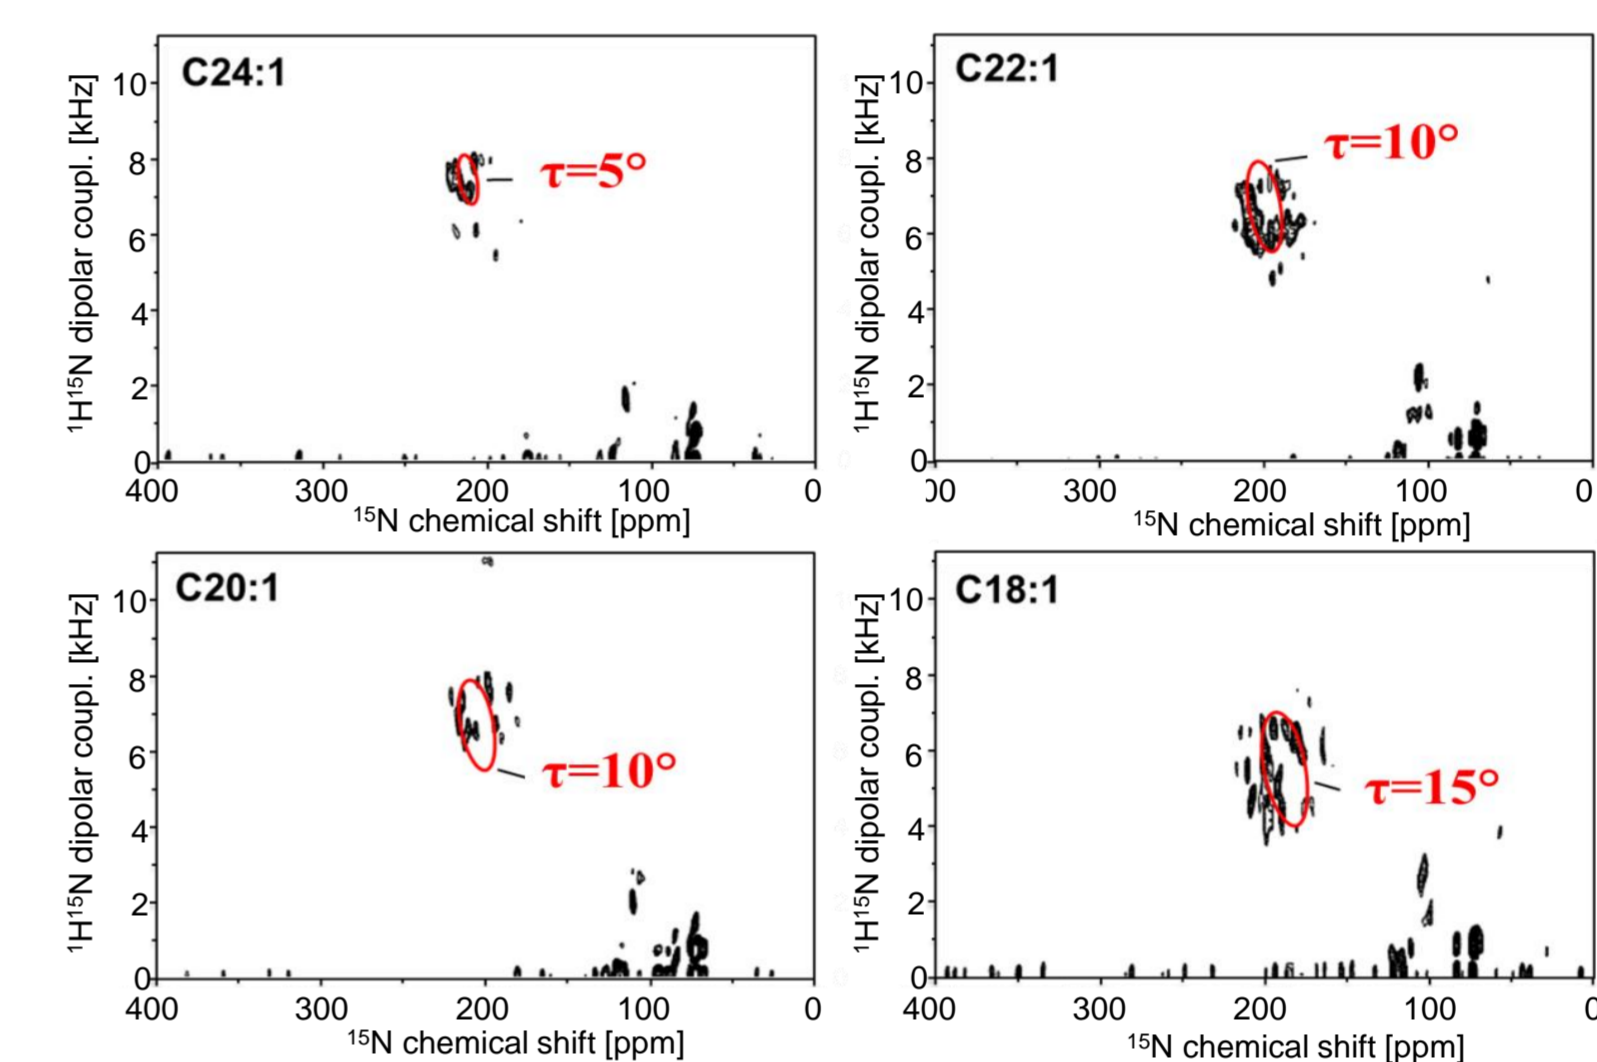 C24:1
τ=5°
¹H¹⁵N dipolar coupl. [kHz]
10
8
6
4
2
0
400 300 200 100 0
¹⁵N chemical shift [ppm]
C22:1
τ=10°
¹H¹⁵N dipolar coupl. [kHz]
10
8
6
4
2
0
00 300 200 100 0
¹⁵N chemical shift [ppm]
C20:1
τ=10°
¹H¹⁵N dipolar coupl. [kHz]
10
8
6
4
2
0
400 300 200 100 0
¹⁵N chemical shift [ppm]
C18:1
τ=15°
¹H¹⁵N dipolar coupl. [kHz]
10
8
6
4
2
0
400 300 200 100 0
¹⁵N chemical shift [ppm]